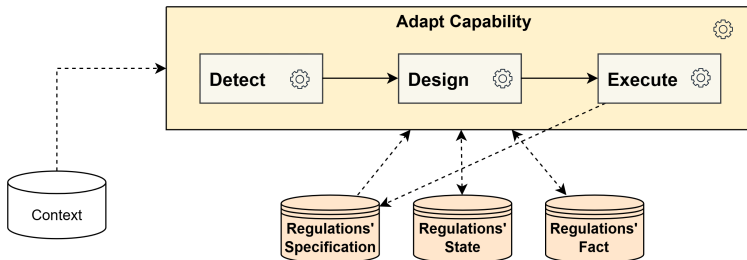 Adapt Capability
Detect
Design
Execute
Context
Regulations'
Specification
Regulations'
State
Regulations'
Fact